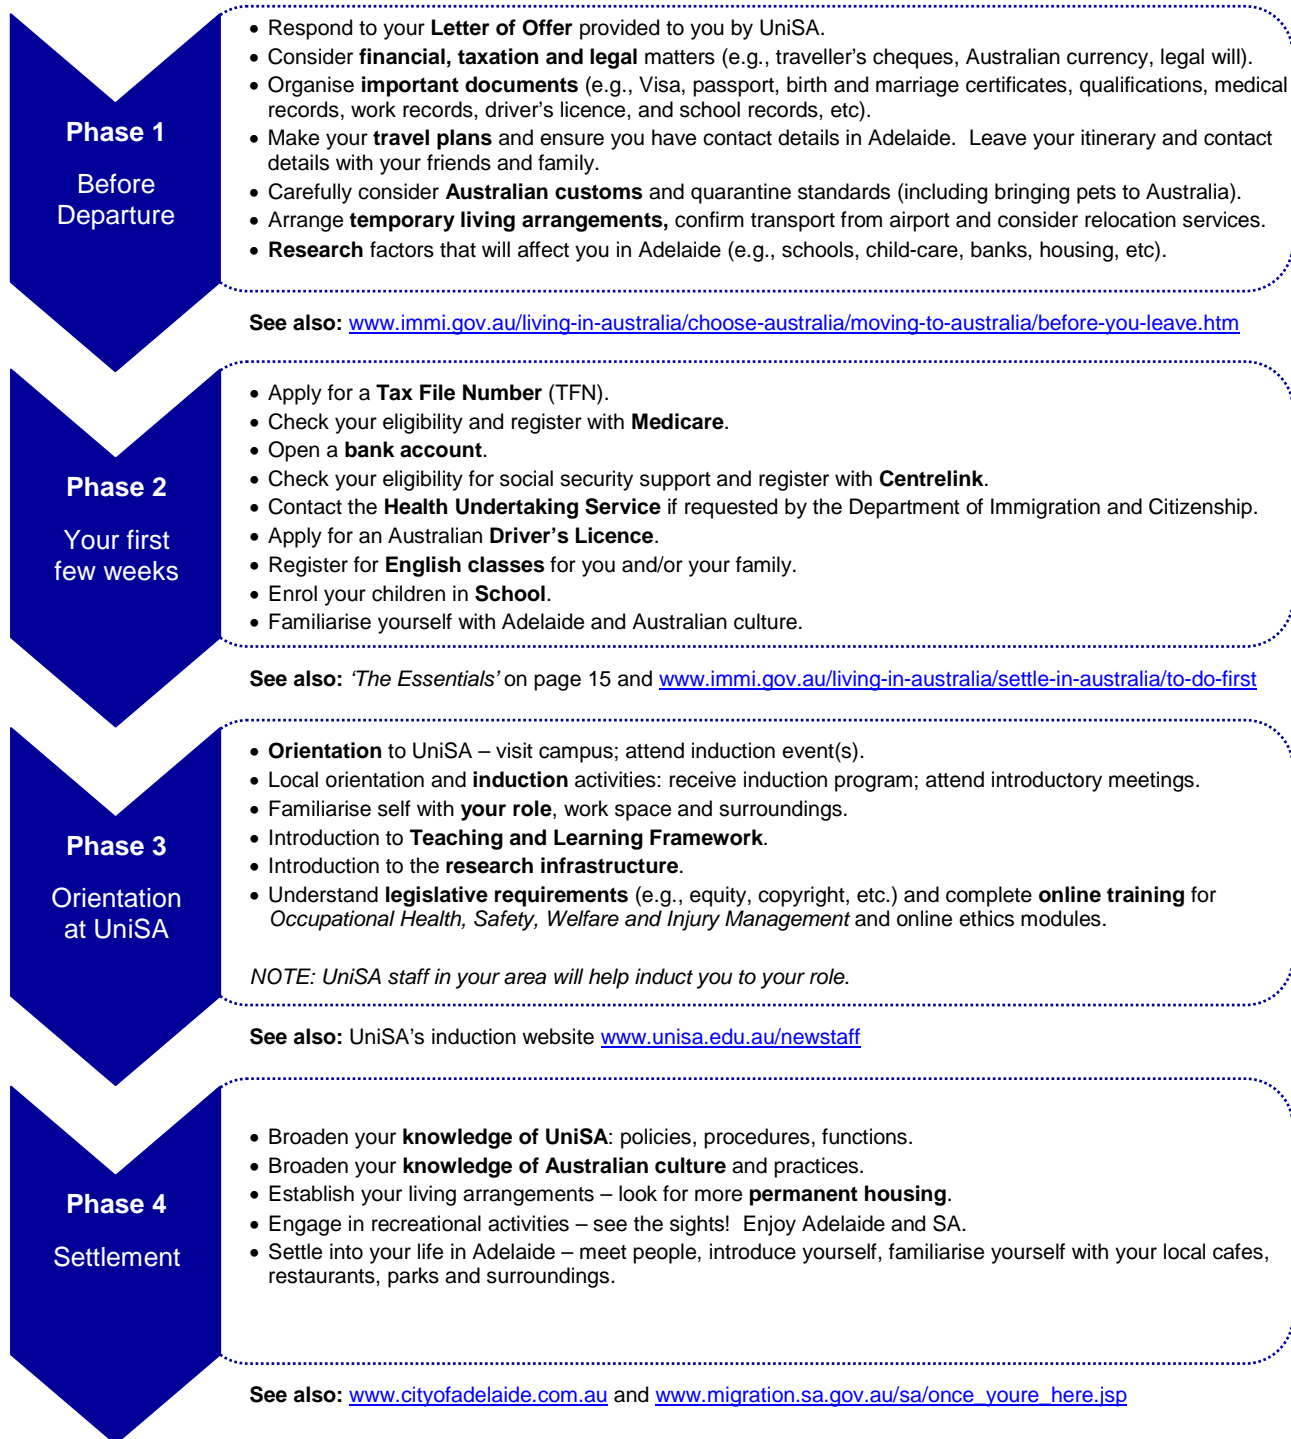 Phase 1
Before
Departure
• Respond to your Letter of Offer provided to you by UniSA.
• Consider financial, taxation and legal matters (e.g., traveller's cheques, Australian currency, legal will).
• Organise important documents (e.g., Visa, passport, birth and marriage certificates, qualifications, medical
records, work records, driver's licence, and school records, etc).
• Make your travel plans and ensure you have contact details in Adelaide.  Leave your itinerary and contact
details with your friends and family.
• Carefully consider Australian customs and quarantine standards (including bringing pets to Australia).
• Arrange temporary living arrangements, confirm transport from airport and consider relocation services.
• Research factors that will affect you in Adelaide (e.g., schools, child-care, banks, housing, etc).
See also: www.immi.gov.au/living-in-australia/choose-australia/moving-to-australia/before-you-leave.htm
Phase 2
Your first
few weeks
• Apply for a Tax File Number (TFN).
• Check your eligibility and register with Medicare.
• Open a bank account.
• Check your eligibility for social security support and register with Centrelink.
• Contact the Health Undertaking Service if requested by the Department of Immigration and Citizenship.
• Apply for an Australian Driver's Licence.
• Register for English classes for you and/or your family.
• Enrol your children in School.
• Familiarise yourself with Adelaide and Australian culture.
See also: 'The Essentials' on page 15 and www.immi.gov.au/living-in-australia/settle-in-australia/to-do-first
Phase 3
Orientation
at UniSA
• Orientation to UniSA – visit campus; attend induction event(s).
• Local orientation and induction activities: receive induction program; attend introductory meetings.
• Familiarise self with your role, work space and surroundings.
• Introduction to Teaching and Learning Framework.
• Introduction to the research infrastructure.
• Understand legislative requirements (e.g., equity, copyright, etc.) and complete online training for
Occupational Health, Safety, Welfare and Injury Management and online ethics modules.
NOTE: UniSA staff in your area will help induct you to your role.
See also: UniSA's induction website www.unisa.edu.au/newstaff
Phase 4
Settlement
• Broaden your knowledge of UniSA: policies, procedures, functions.
• Broaden your knowledge of Australian culture and practices.
• Establish your living arrangements – look for more permanent housing.
• Engage in recreational activities – see the sights!  Enjoy Adelaide and SA.
• Settle into your life in Adelaide – meet people, introduce yourself, familiarise yourself with your local cafes,
restaurants, parks and surroundings.
See also: www.cityofadelaide.com.au and www.migration.sa.gov.au/sa/once_youre_here.jsp